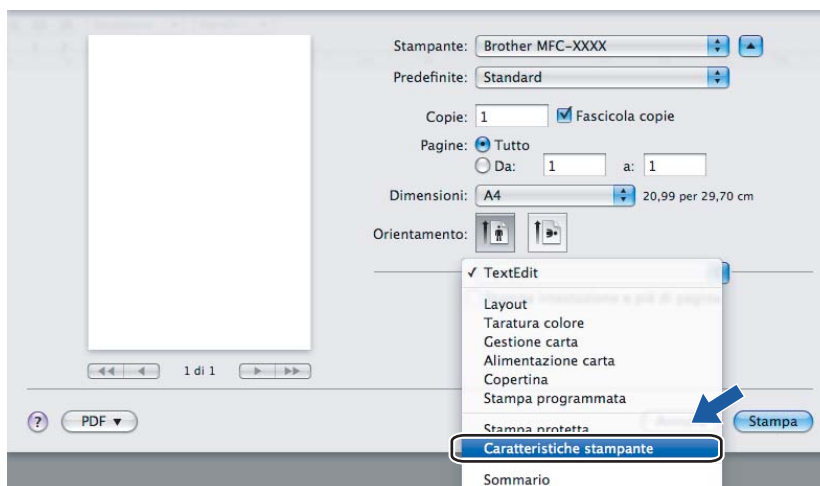 Stampante: Brother MFC-XXXX
Predefinite: Standard
Copie: 1 Fascicola copie
Pagine: Tutto
Da: 1 a: 1
Dimensioni: A4 20,99 per 29,70 cm
Orientamento:
✓ TextEdit
Layout
Taratura colore
Gestione carta
Alimentazione carta
Copertina
Stampa programmata
Stampa protetta
Caratteristiche stampante
Sommario
1 di 1
? PDF ▼ Stampa